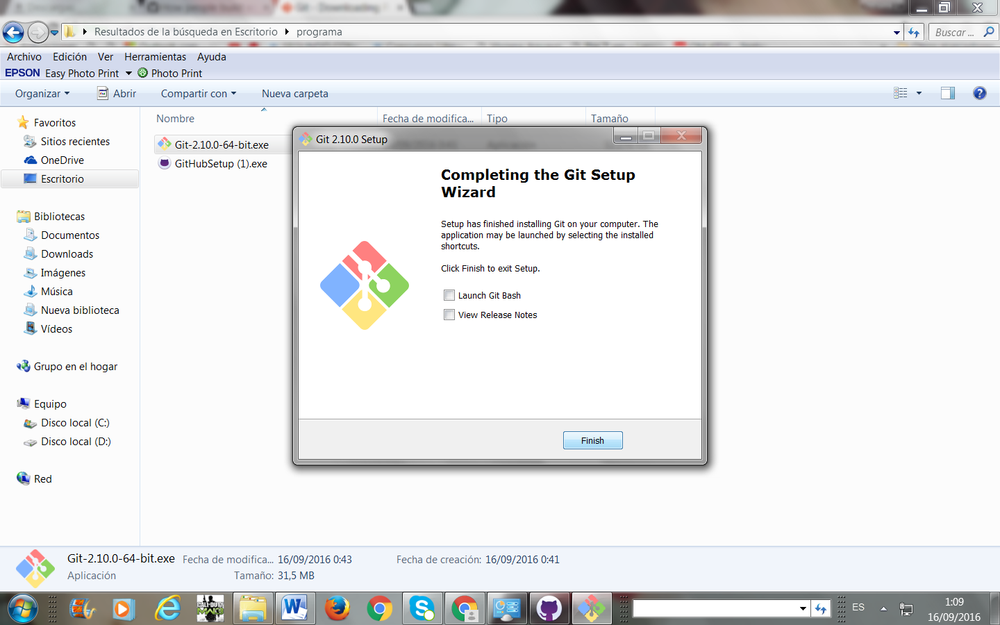 Git - Downloading
Resultados de la búsqueda en Escritorio
programa
Buscar ...
Archivo Edición Ver Herramientas Ayuda
EPSON Easy Photo Print Photo Print
Organizar Abrir Compartir con Nueva carpeta
Nombre Fecha de modifica... Tipo Tamaño
Git-2.10.0-64-bit.exe
GitHubSetup (1).exe
Favoritos
Sitios recientes
OneDrive
Escritorio
Bibliotecas
Documentos
Downloads
Imágenes
Música
Nueva biblioteca
Vídeos
Grupo en el hogar
Equipo
Disco local (C:)
Disco local (D:)
Red
Git 2.10.0 Setup
Completing the Git Setup
Wizard
Setup has finished installing Git on your computer. The
application may be launched by selecting the installed
shortcuts.
Click Finish to exit Setup.
Launch Git Bash
View Release Notes
Finish
Git-2.10.0-64-bit.exe Fecha de modifica... 16/09/2016 0:43 Fecha de creación: 16/09/2016 0:41
Aplicación Tamaño: 31,5 MB
ES
1:09
16/09/2016